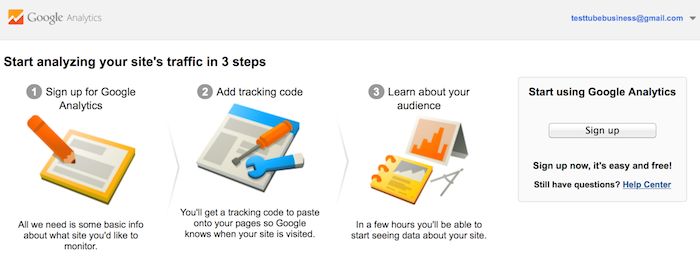 Google Analytics
testtubebusiness@gmail.com
Start analyzing your site's traffic in 3 steps
1 Sign up for Google
Analytics
All we need is some basic info
about what site you'd like to
monitor.
2 Add tracking code
You'll get a tracking code to paste
onto your pages so Google
knows when your site is visited.
3 Learn about your
audience
In a few hours you'll be able to
start seeing data about your site.
Start using Google Analytics
Sign up
Sign up now, it's easy and free!
Still have questions? Help Center